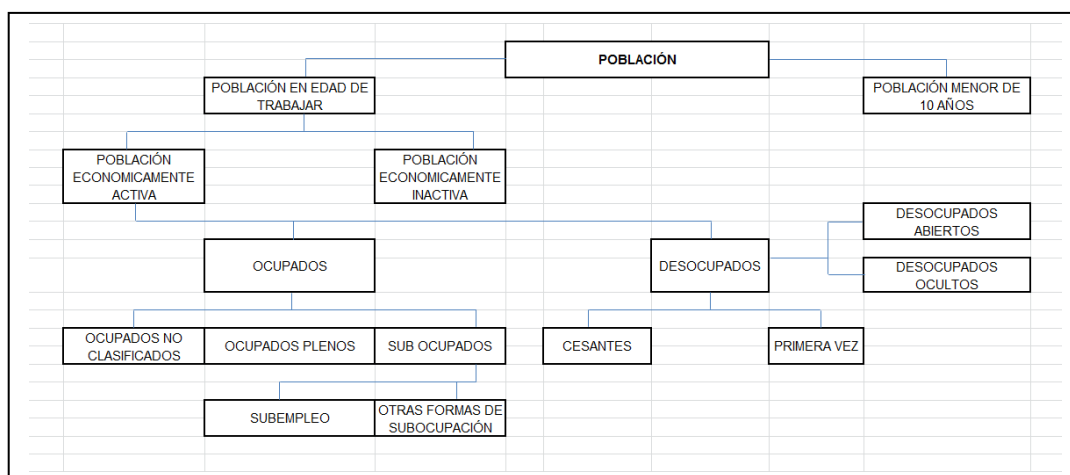 POBLACIÓN
POBLACIÓN EN EDAD DE
TRABAJAR
POBLACIÓN MENOR DE
10 AÑOS
POBLACIÓN
ECONOMICAMENTE
ACTIVA
POBLACIÓN
ECONOMICAMENTE
INACTIVA
DESOCUPADOS
ABIERTOS
OCUPADOS
DESOCUPADOS
DESOCUPADOS
OCULTOS
OCUPADOS NO
CLASIFICADOS
OCUPADOS PLENOS
SUB OCUPADOS
CESANTES
PRIMERA VEZ
SUBEMPLEO
OTRAS FORMAS DE
SUBOCUPACIÓN